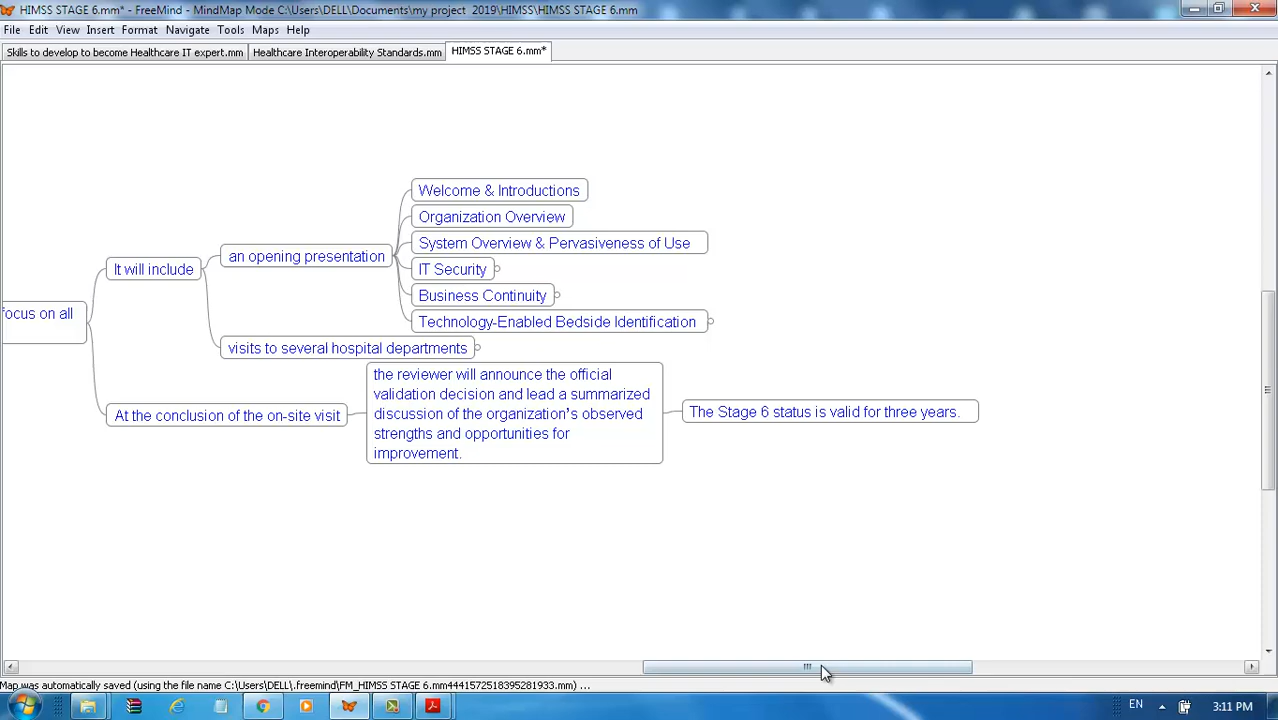 HIMSS STAGE 6.mm* - FreeMind - MindMap Mode C:\Users\DELL\Documents\my project 2019\HIMSS\HIMSS STAGE 6.mm
File Edit View Insert Format Navigate Tools Maps Help
Skills to develop to become Healthcare IT expert.mm Healthcare Interoperability Standards.mm HIMSS STAGE 6.mm*
Welcome & Introductions
Organization Overview
System Overview & Pervasiveness of Use
an opening presentation
It will include
IT Security
Business Continuity
Technology-Enabled Bedside Identification
focus on all
visits to several hospital departments
At the conclusion of the on-site visit
the reviewer will announce the official
validation decision and lead a summarized
discussion of the organization's observed
strengths and opportunities for
improvement.
The Stage 6 status is valid for three years.
Map was automatically saved (using the file name C:\Users\DELL\.freemind\FM_HIMSS STAGE 6.mm4441572518395281933.mm) ...
EN 3:11 PM